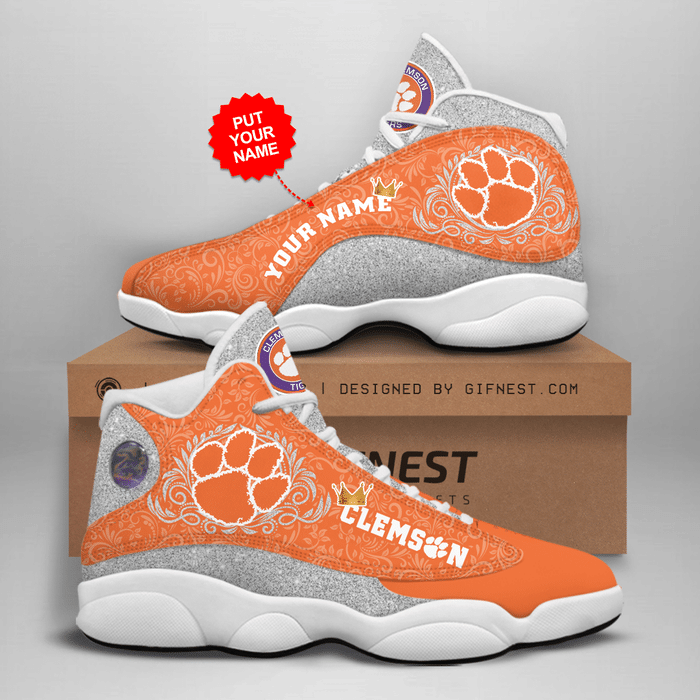 CLEMSON
PUT
YOUR
NAME
YOUR NAME
| DESIGNED BY GIFNEST.COM
NEST
CLEMSON